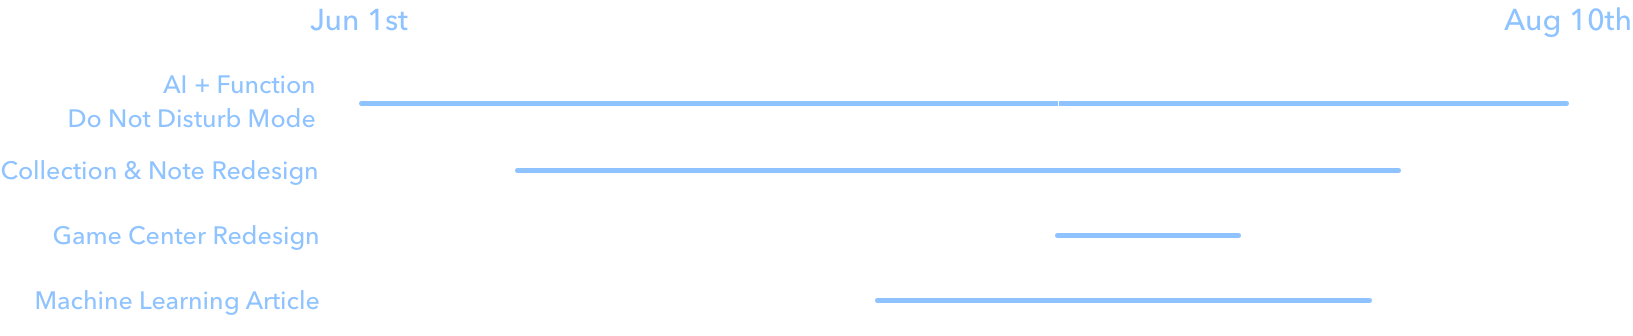 Jun 1st
Aug 10th
AI + Function
Do Not Disturb Mode
Collection & Note Redesign
Game Center Redesign
Machine Learning Article